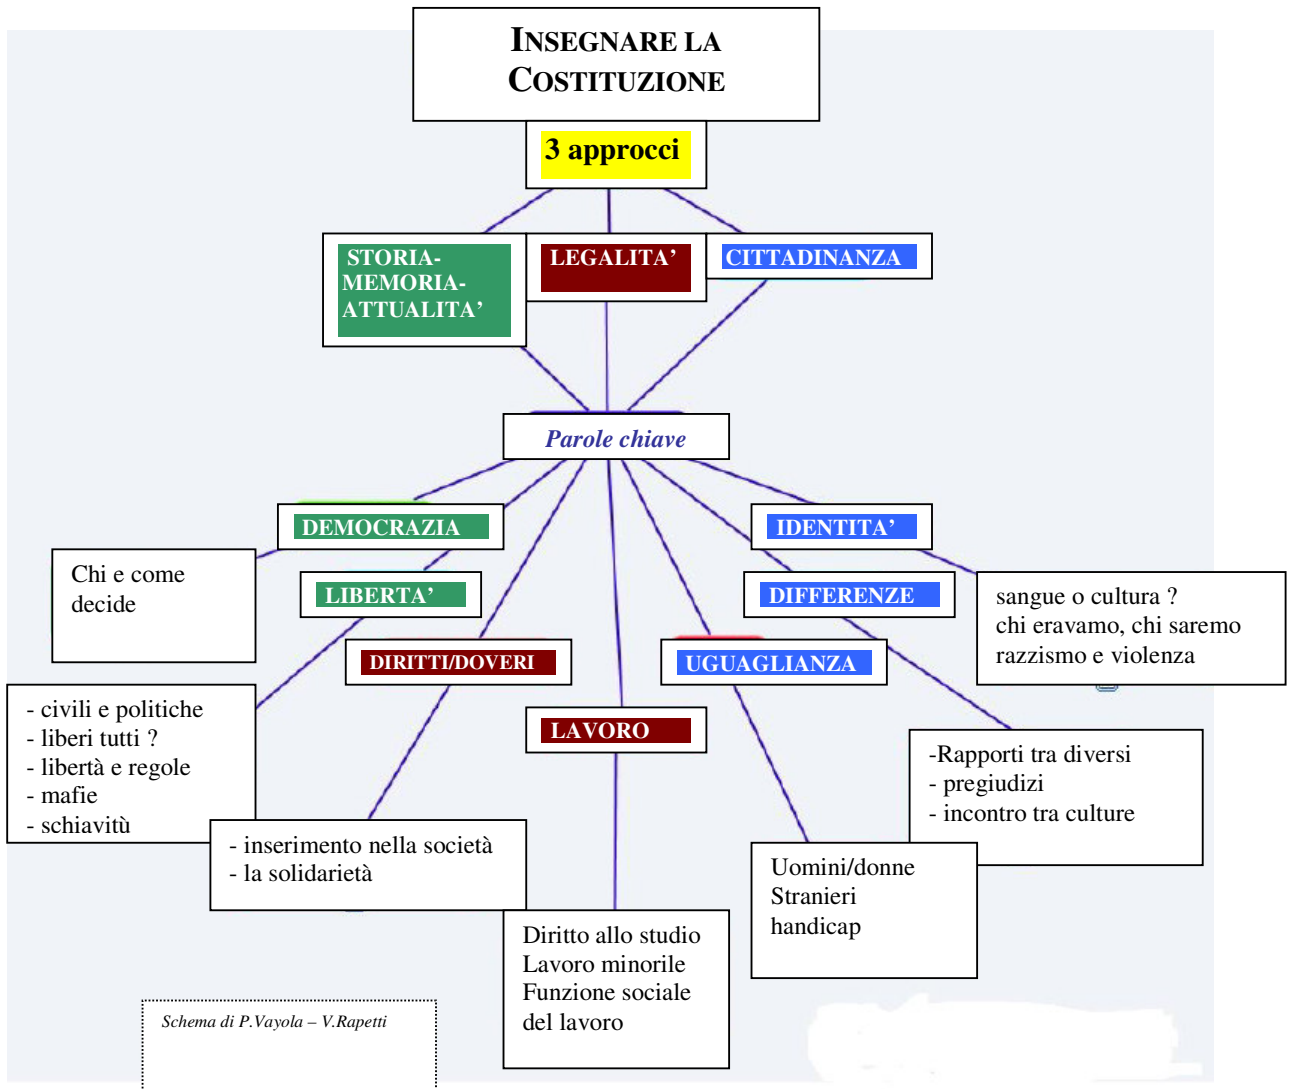 INSEGNARE LA
COSTITUZIONE
3 approcci
STORIA-
MEMORIA-
ATTUALITA’
LEGALITA’
CITTADINANZA
Parole chiave
DEMOCRAZIA
IDENTITA’
Chi e come
decide
LIBERTA’
DIFFERENZE
sangue o cultura ?
chi eravamo, chi saremo
razzismo e violenza
DIRITTI/DOVERI
UGUAGLIANZA
- civili e politiche
- liberi tutti ?
- libertà e regole
- mafie
- schiavitù
LAVORO
-Rapporti tra diversi
- pregiudizi
- incontro tra culture
- inserimento nella società
- la solidarietà
Uomini/donne
Stranieri
handicap
Diritto allo studio
Lavoro minorile
Funzione sociale
del lavoro
Schema di P.Vayola – V.Rapetti